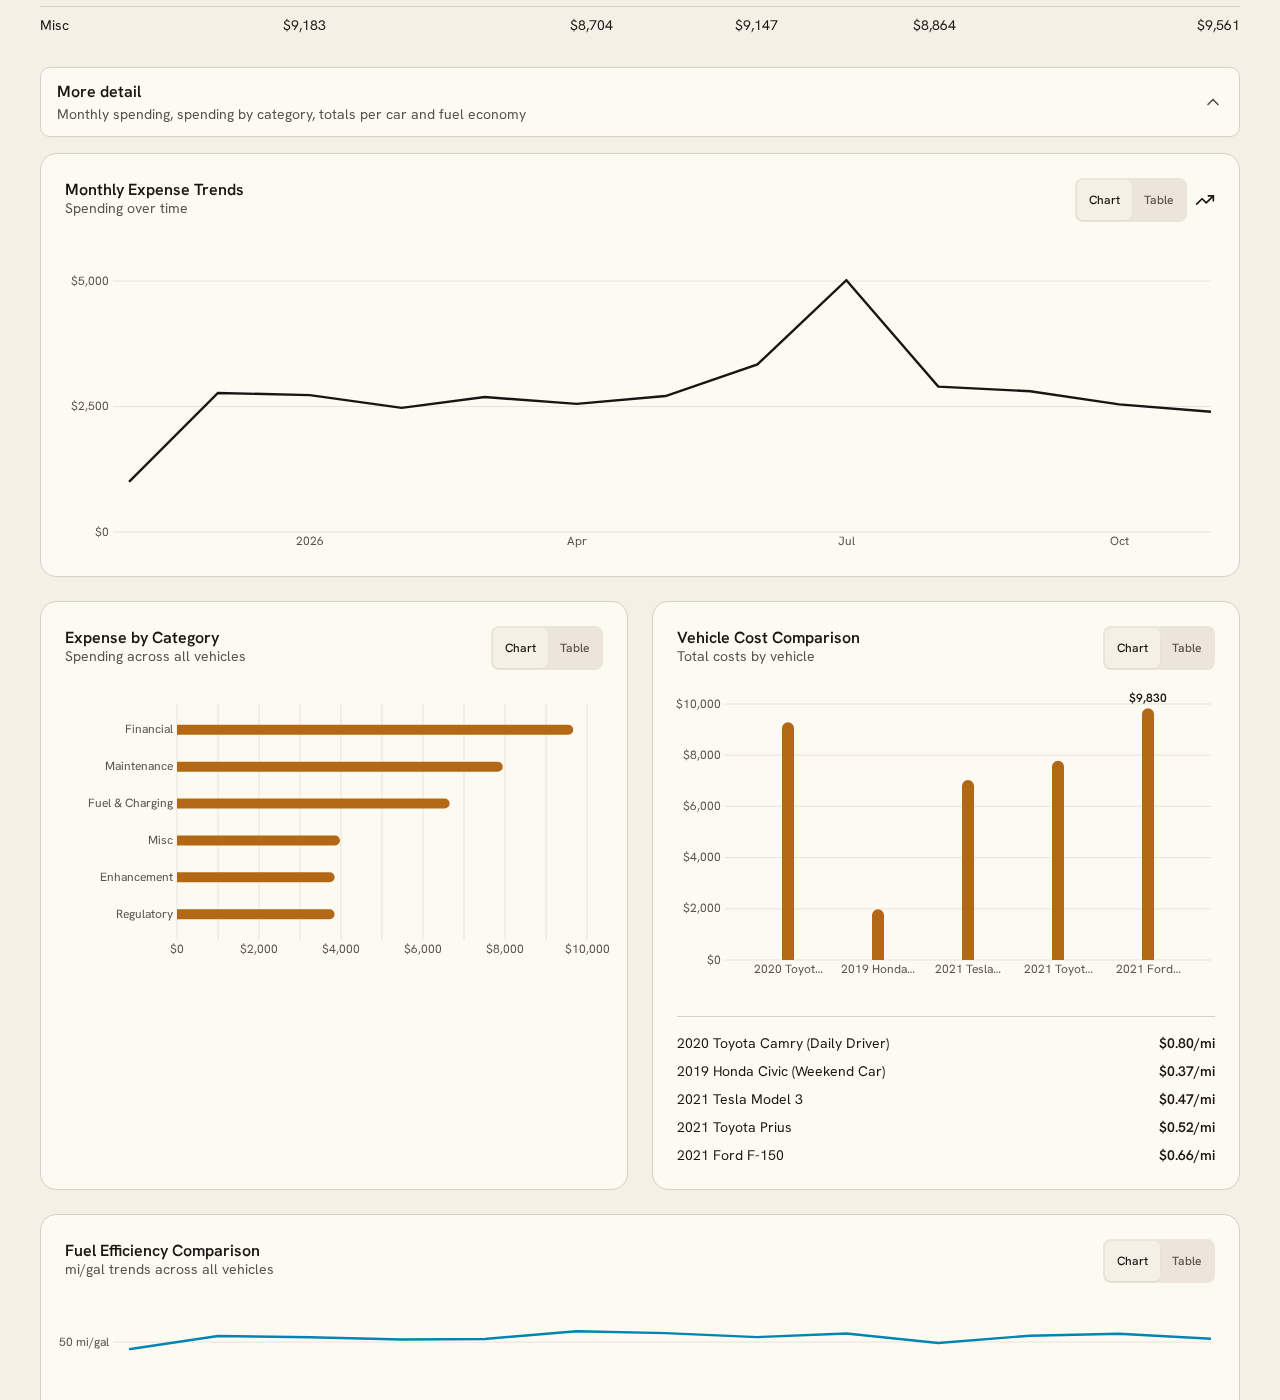 Misc $9,183 $8,704 $9,147 $8,864 $9,561
More detail
Monthly spending, spending by category, totals per car and fuel economy
Monthly Expense Trends
Spending over time
Chart Table
$5,000
$2,500
$0
2026 Apr Jul Oct
Expense by Category
Spending across all vehicles
Chart Table
Financial
Maintenance
Fuel & Charging
Misc
Enhancement
Regulatory
$0 $2,000 $4,000 $6,000 $8,000 $10,000
Vehicle Cost Comparison
Total costs by vehicle
Chart Table
$9,830
$10,000
$8,000
$6,000
$4,000
$2,000
$0
2020 Toyot... 2019 Honda... 2021 Tesla... 2021 Toyot... 2021 Ford...
2020 Toyota Camry (Daily Driver) $0.80/mi
2019 Honda Civic (Weekend Car) $0.37/mi
2021 Tesla Model 3 $0.47/mi
2021 Toyota Prius $0.52/mi
2021 Ford F-150 $0.66/mi
Fuel Efficiency Comparison
mi/gal trends across all vehicles
Chart Table
50 mi/gal